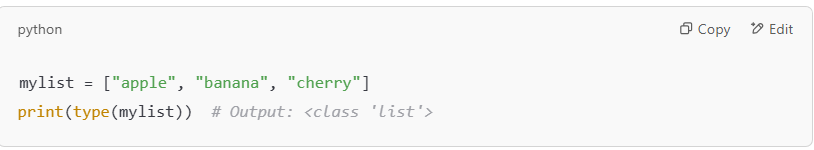 python Copy Edit
mylist = ["apple", "banana", "cherry"]
print(type(mylist))  # Output: <class 'list'>